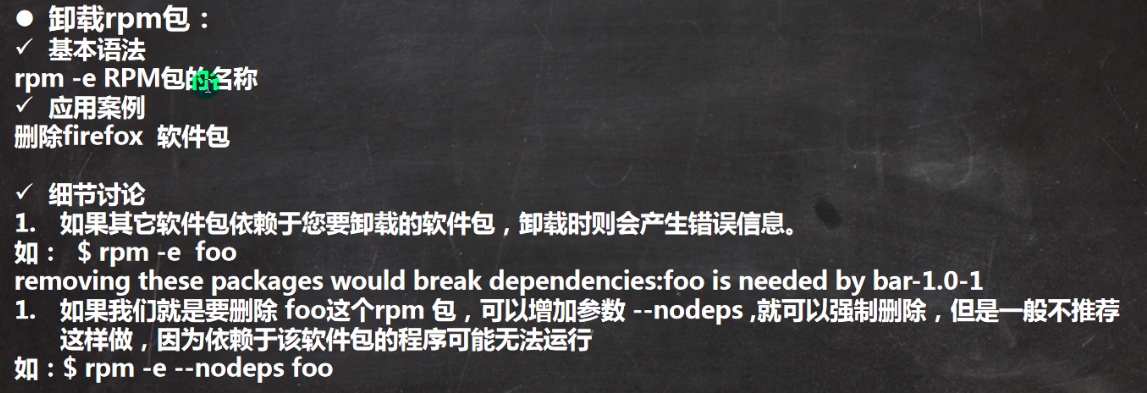 ● 卸载rpm包：
✓ 基本语法
rpm -e RPM包的名称
✓ 应用案例
删除firefox 软件包
✓ 细节讨论
1. 如果其它软件包依赖于您要卸载的软件包，卸载时则会产生错误信息。
如： $ rpm -e foo
removing these packages would break dependencies:foo is needed by bar-1.0-1
1. 如果我们就是要删除 foo这个rpm 包，可以增加参数 --nodeps ,就可以强制删除，但是一般不推荐
这样做，因为依赖于该软件包的程序可能无法运行
如：$ rpm -e --nodeps foo